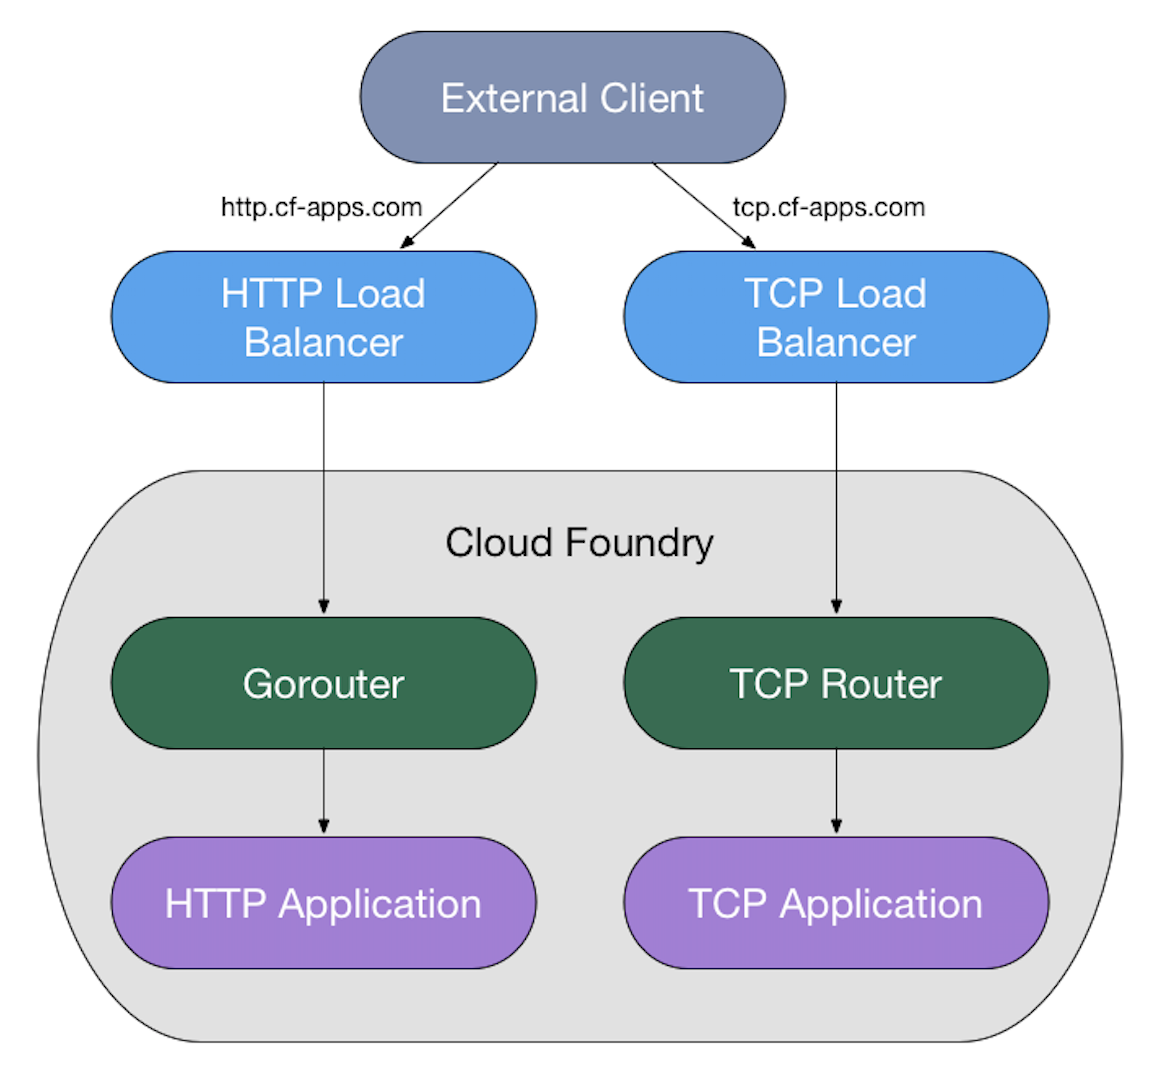 External Client
http.cf-apps.com
tcp.cf-apps.com
HTTP Load
Balancer
TCP Load
Balancer
Cloud Foundry
Gorouter
TCP Router
HTTP Application
TCP Application